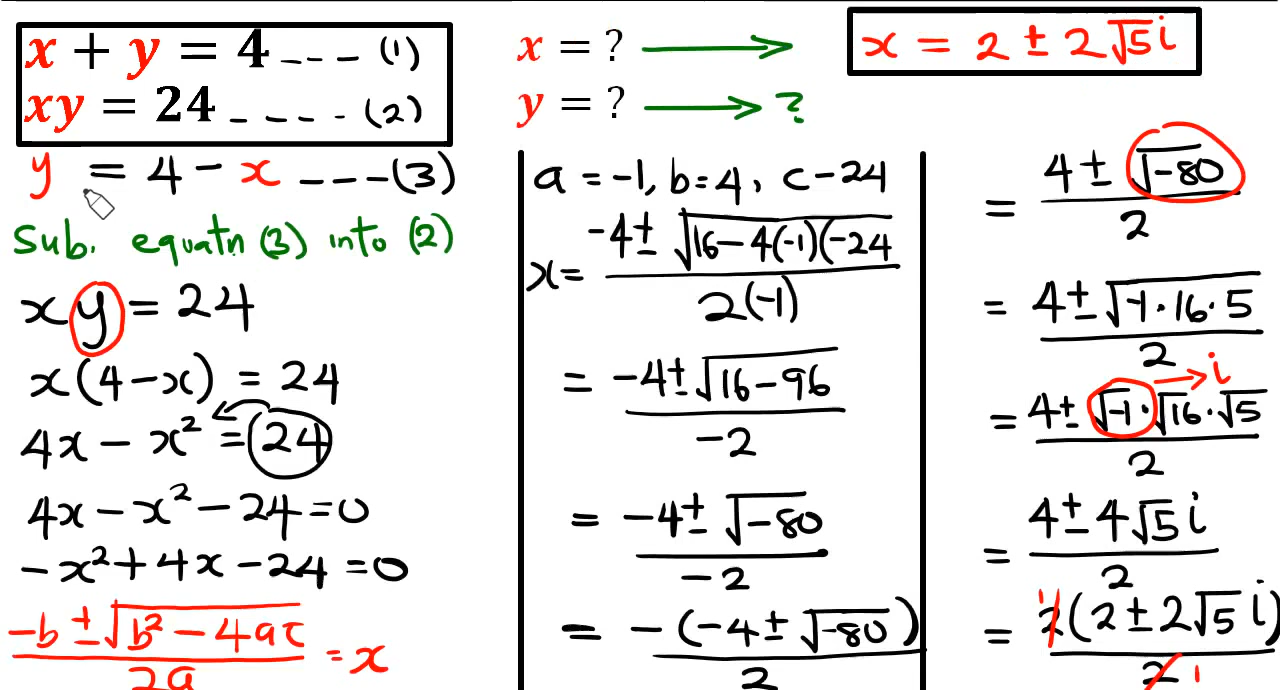 x + y = 4 --- (1)
xy = 24 ---- (2)
x = ?
y = ? ?
x = 2 ± 2√5 i
y = 4 - x --- (3)
Sub. equatn (3) into (2)
xy = 24
x(4-x) = 24
4x - x² = 24
4x - x² - 24 = 0
-x² + 4x - 24 = 0
-b ± √b² - 4ac
= x
2a
a = -1, b = 4, c - 24
-4 ± √16 - 4(-1)(-24
x =
2(-1)
= -4 ± √16 - 96
-2
= -4 ± √-80
-2
= -(-4 ± √-80)
2
4 ± √-80
=
2
= 4 ± √-1·16·5
2
i
= 4 ± √-1·√16·√5
2
4 ± 4√5 i
=
2
1
= 2(2 ± 2√5 i)
2 1